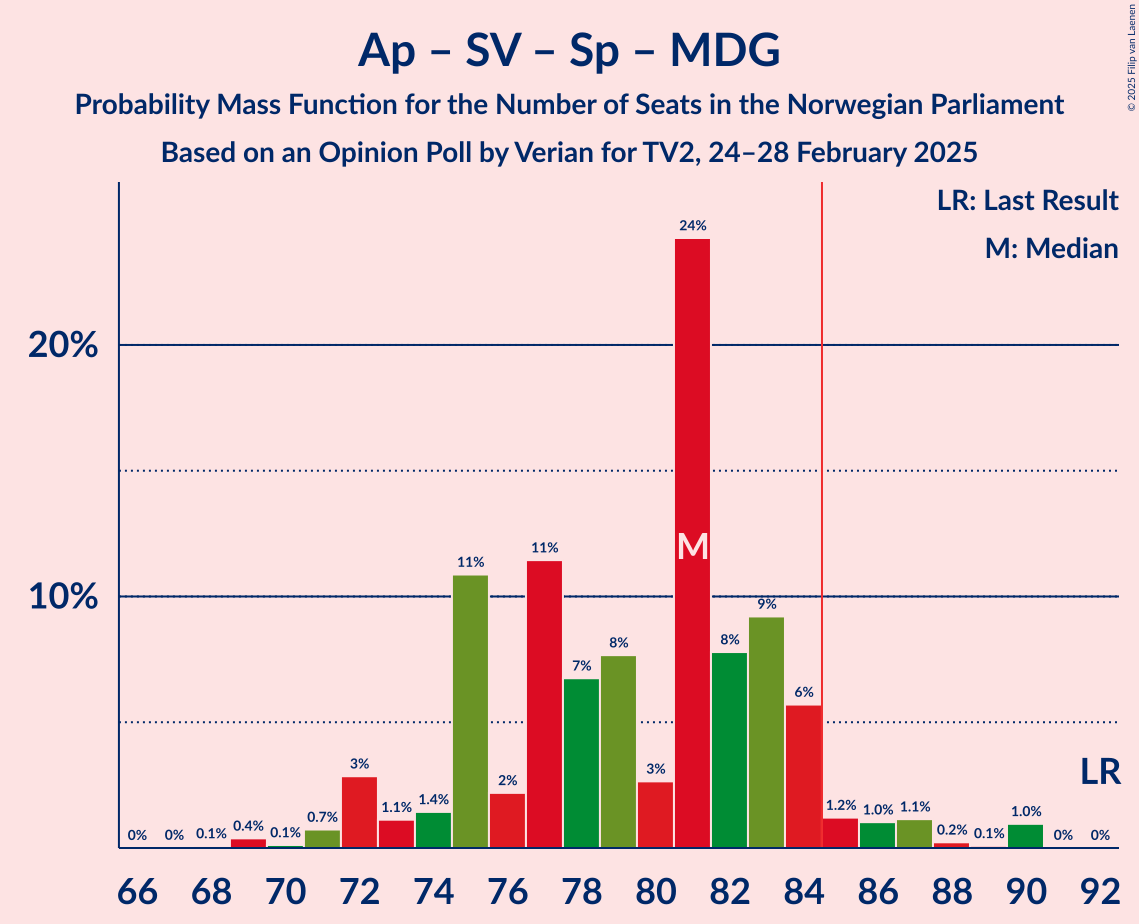 Ap – SV – Sp – MDG
Probability Mass Function for the Number of Seats in the Norwegian Parliament
Based on an Opinion Poll by Verian for TV2, 24–28 February 2025
© 2025 Filip van Laenen
LR: Last Result
M: Median
20%
10%
0% 0% 0.1% 0.4% 0.1% 0.7% 3% 1.1% 1.4% 11% 2% 11% 7% 8% 3% 24% 8% 9% 6% 1.2% 1.0% 1.1% 0.2% 0.1% 1.0% 0% 0%
M
LR
66 68 70 72 74 76 78 80 82 84 86 88 90 92